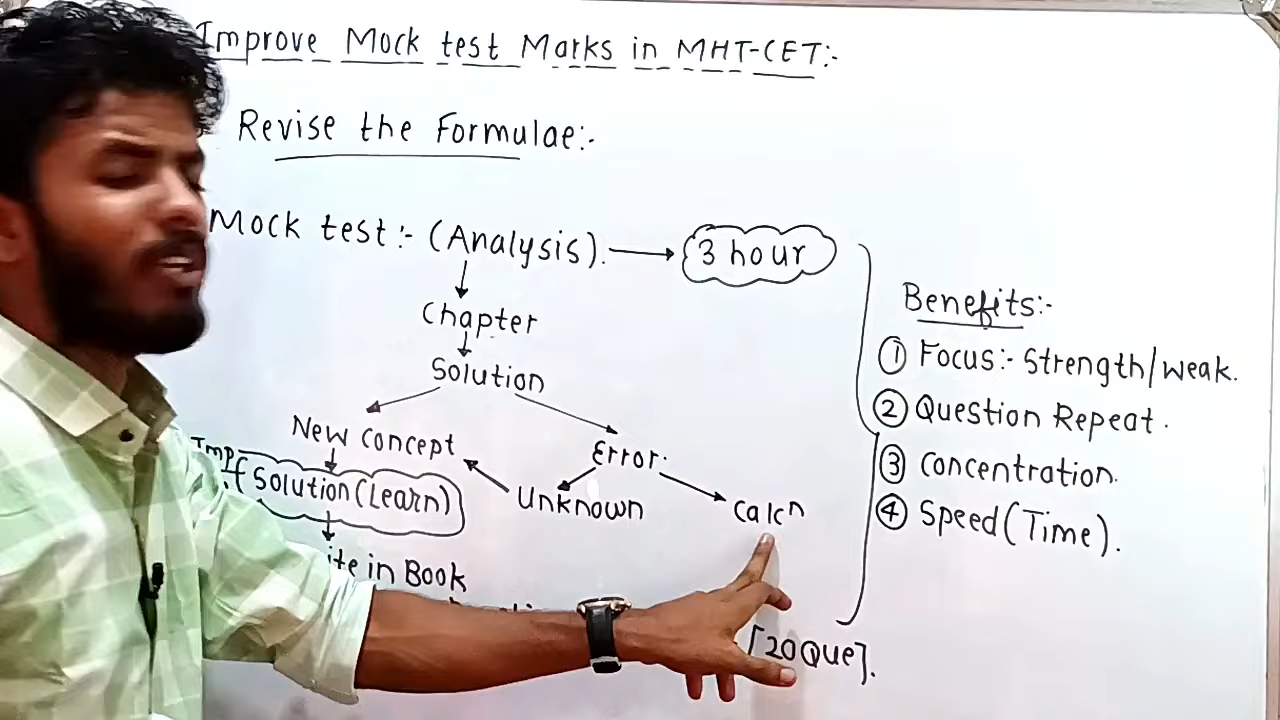 Improve Mock test Marks in MHT-CET:-
Revise the Formulae:-
Mock test:- (Analysis). → 3 hour
Chapter
Solution
New concept
Error.
Imp
Solution (Learn)
Unknown
Calcⁿ
in Book
[20 Que].
Benefits:-
① Focus:- Strength/weak.
② Question Repeat.
③ Concentration.
④ Speed (Time).